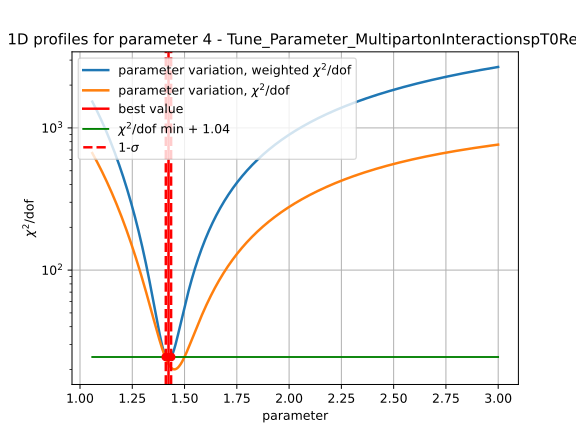 1D profiles for parameter 4 - Tune_Parameter_MultipartonInteractionspT0Re
parameter variation, weighted χ²/dof
parameter variation, χ²/dof
best value
χ²/dof min + 1.04
1-σ
χ²/dof
10³
10²
1.00 1.25 1.50 1.75 2.00 2.25 2.50 2.75 3.00
parameter